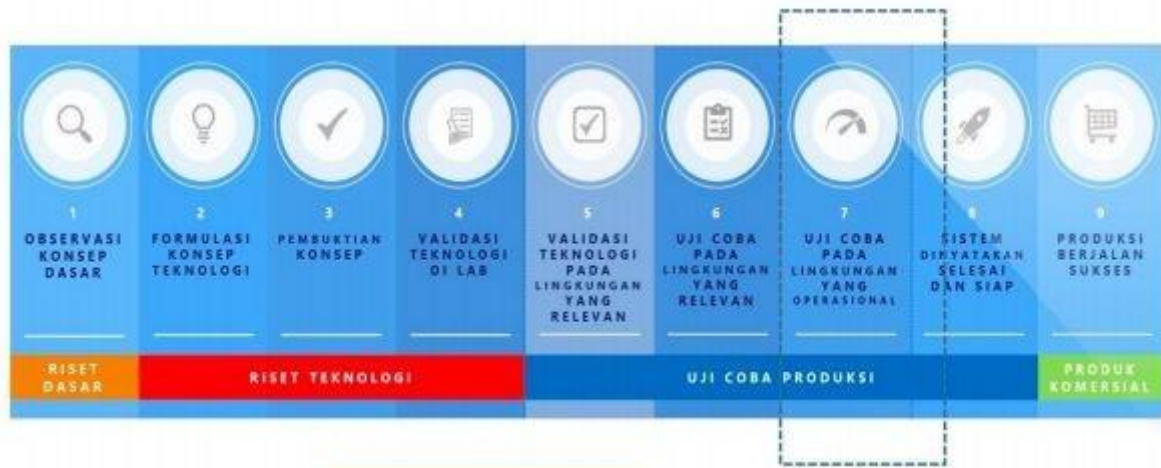 1
OBSERVASI
KONSEP
DASAR
2
FORMULASI
KONSEP
TEKNOLOGI
3
PEMBUKTIAN
KONSEP
4
VALIDASI
TEKNOLOGI
DI LAB
5
VALIDASI
TEKNOLOGI
PADA
LINGKUNGAN
YANG
RELEVAN
6
UJI COBA
PADA
LINGKUNGAN
YANG
RELEVAN
7
UJI COBA
PADA
LINGKUNGAN
YANG
OPERASIONAL
8
SISTEM
DINYATAKAN
SELESAI
DAN SIAP
9
PRODUKSI
BERJALAN
SUKSES
RISET
DASAR
RISET TEKNOLOGI
UJI COBA PRODUKSI
PRODUK
KOMERSIAL